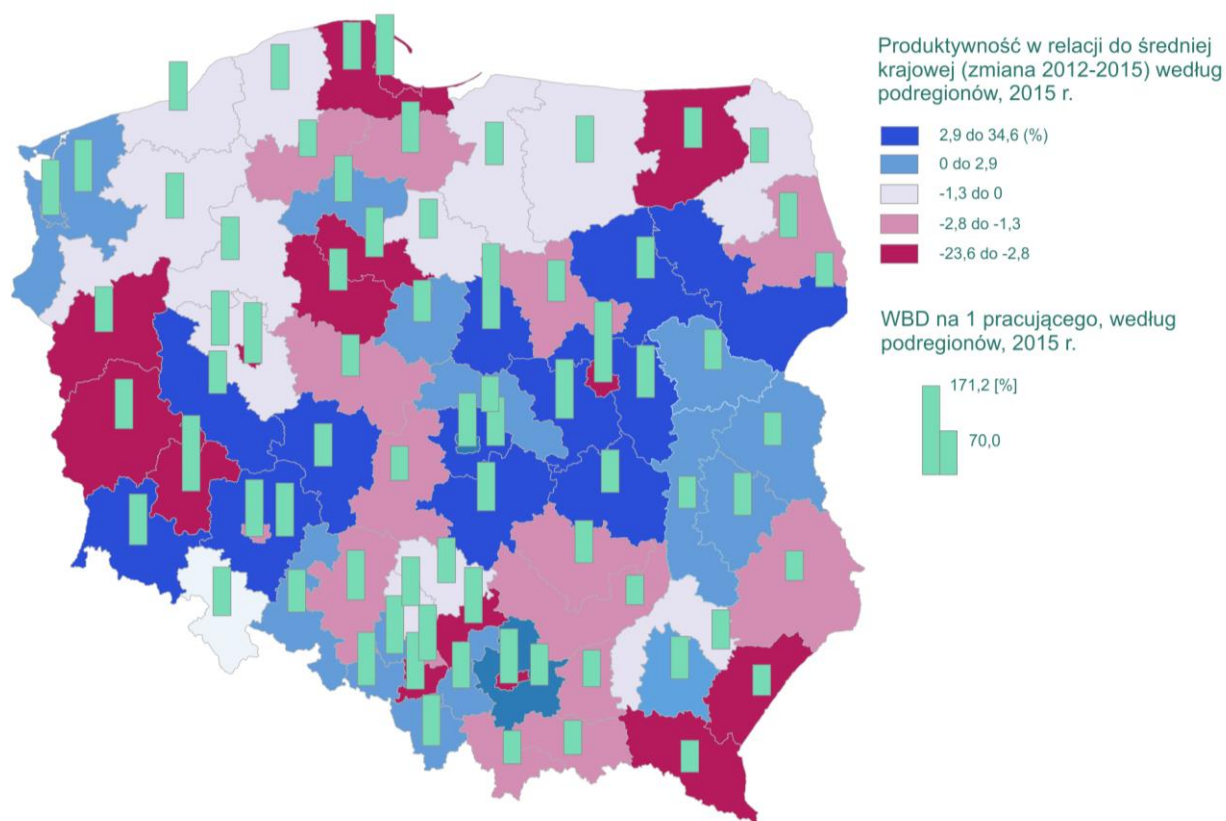 Produktywność w relacji do średniej
krajowej (zmiana 2012-2015) według
podregionów, 2015 r.
2,9 do 34,6 (%)
0 do 2,9
-1,3 do 0
-2,8 do -1,3
-23,6 do -2,8
WBD na 1 pracującego, według
podregionów, 2015 r.
171,2 [%]
70,0